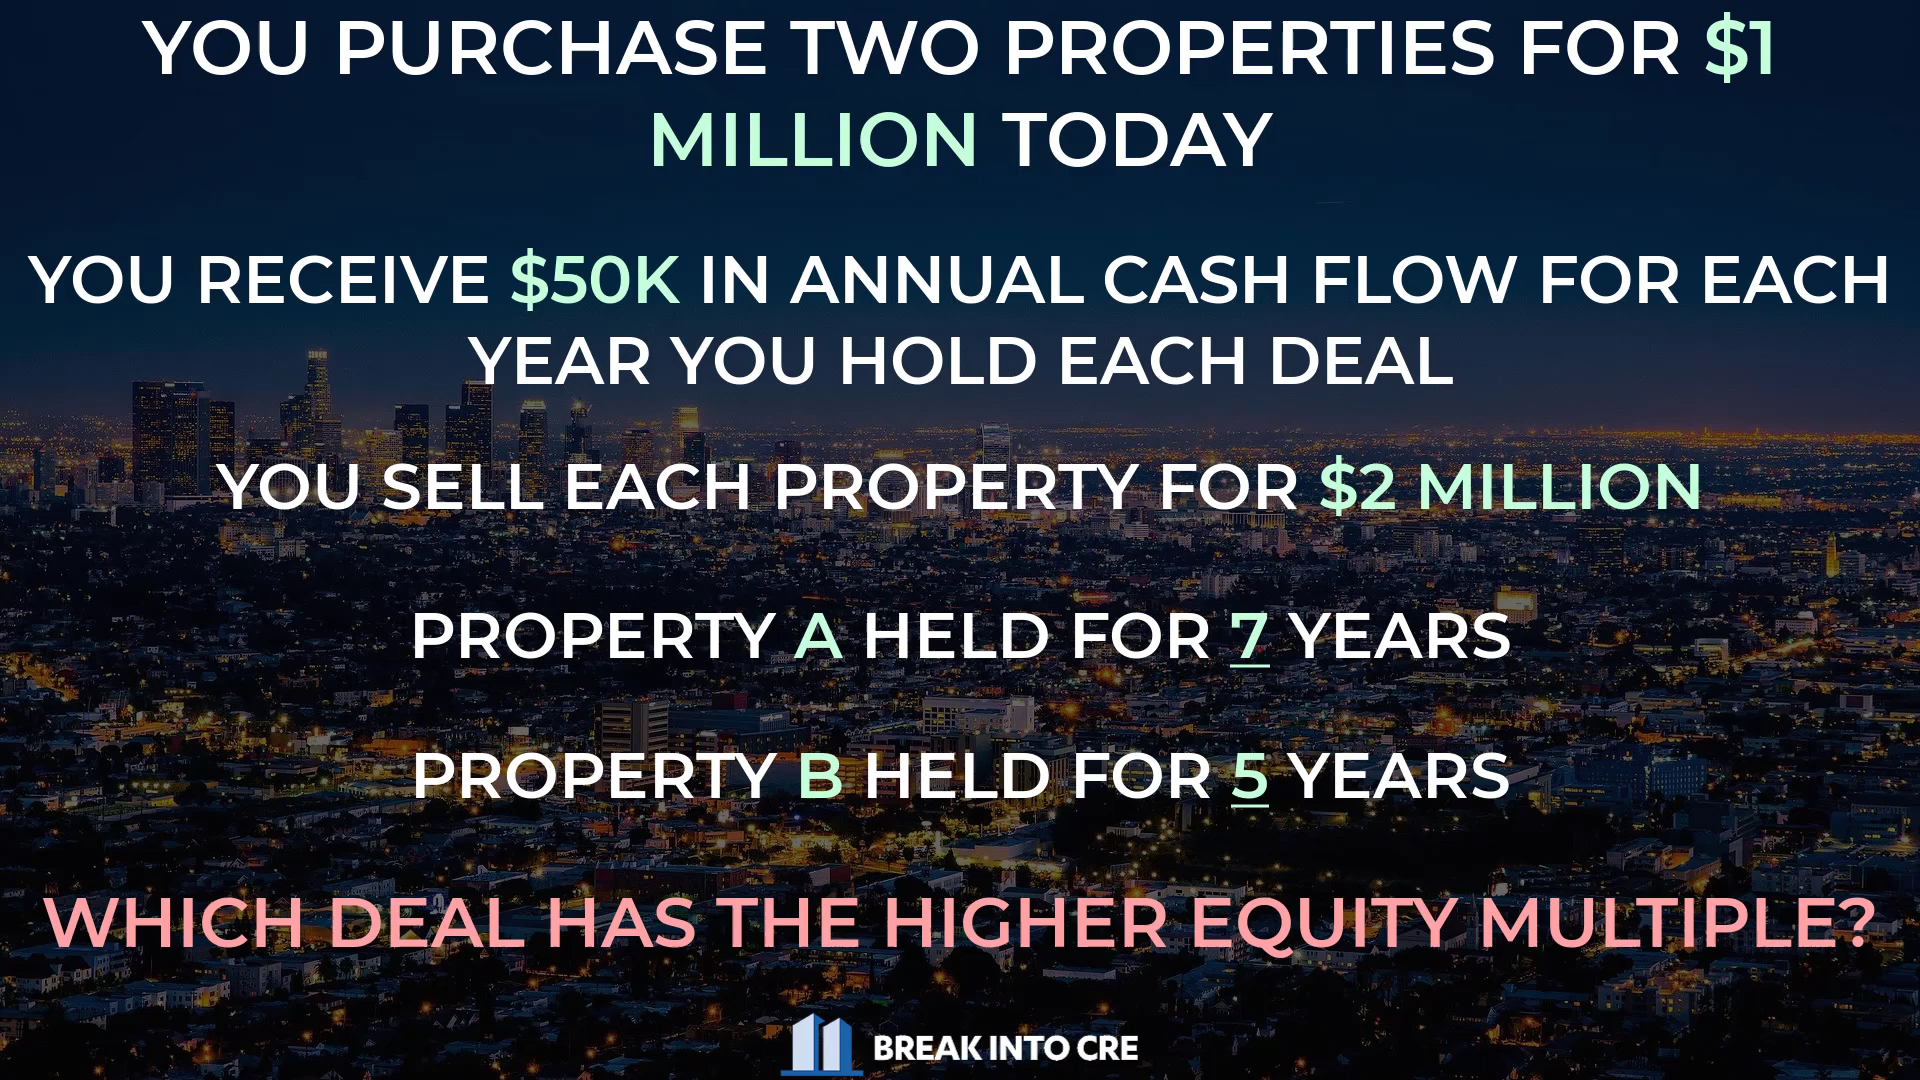 YOU PURCHASE TWO PROPERTIES FOR $1
MILLION TODAY
YOU RECEIVE $50K IN ANNUAL CASH FLOW FOR EACH
YEAR YOU HOLD EACH DEAL
YOU SELL EACH PROPERTY FOR $2 MILLION
PROPERTY A HELD FOR 7 YEARS
PROPERTY B HELD FOR 5 YEARS
WHICH DEAL HAS THE HIGHER EQUITY MULTIPLE?
BREAK INTO CRE